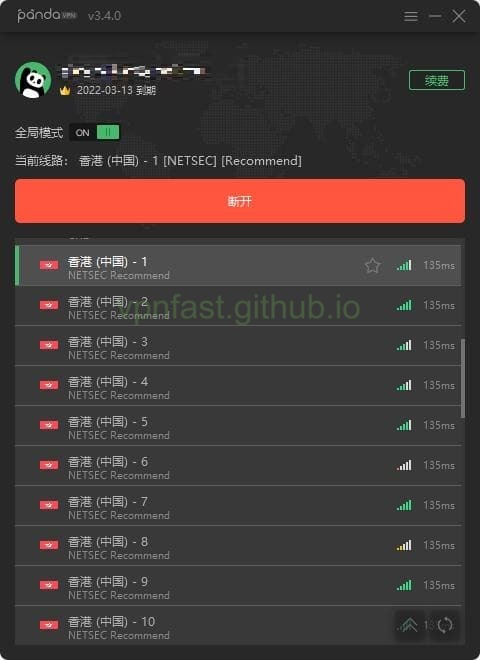 panda VPN v3.4.0
2022-03-13 到期
续费
全局模式 ON
当前线路： 香港 (中国) - 1 [NETSEC] [Recommend]
断开
香港 (中国) - 1
NETSEC Recommend
135ms
香港 (中国) - 2
NETSEC Recommend
135ms
vpnfast.github.io
香港 (中国) - 3
NETSEC Recommend
135ms
香港 (中国) - 4
NETSEC Recommend
135ms
香港 (中国) - 5
NETSEC Recommend
135ms
香港 (中国) - 6
NETSEC Recommend
135ms
香港 (中国) - 7
NETSEC Recommend
135ms
香港 (中国) - 8
NETSEC Recommend
135ms
香港 (中国) - 9
NETSEC Recommend
135ms
香港 (中国) - 10
NETSEC Recommend